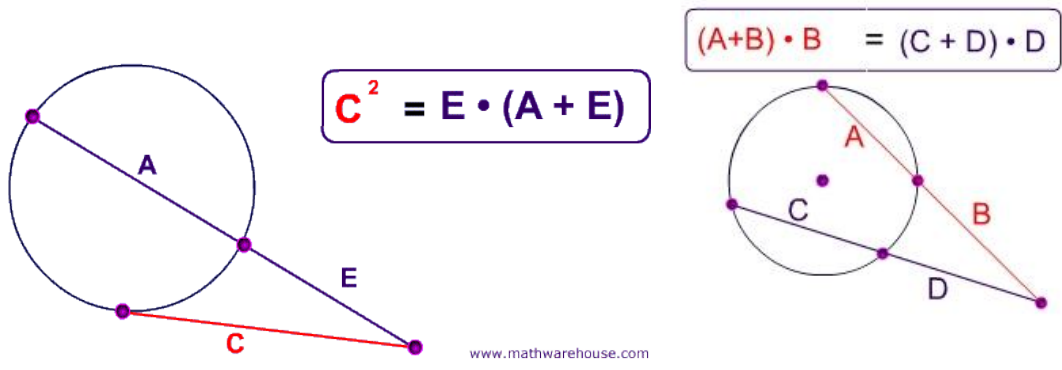 C² = E • (A + E)
A
E
C
(A+B) • B = (C + D) • D
A
B
C
D
www.mathwarehouse.com